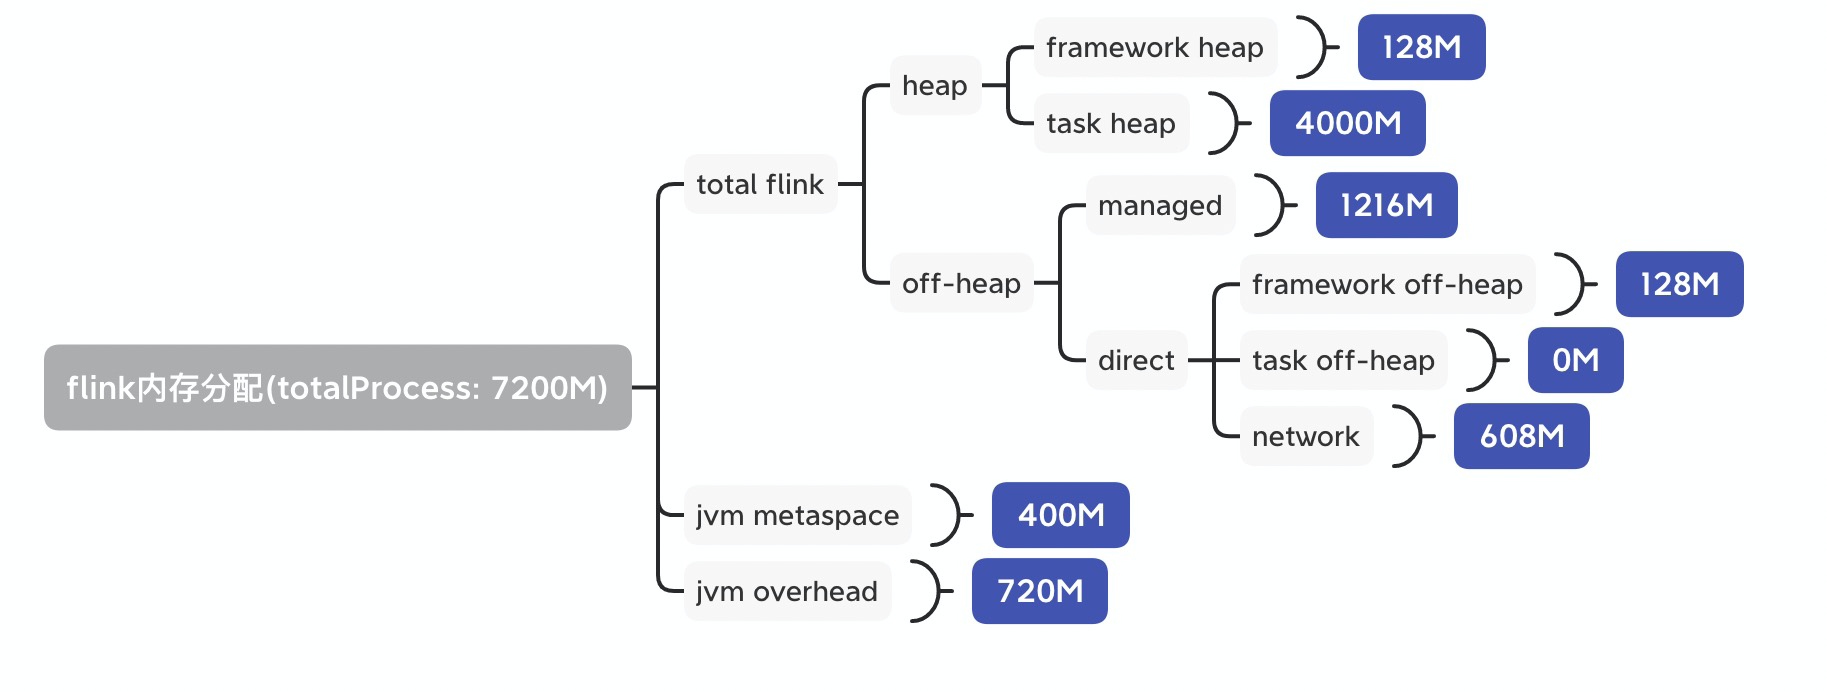 framework heap
128M
heap
task heap
4000M
total flink
managed
1216M
off-heap
framework off-heap
128M
direct
task off-heap
0M
flink内存分配(totalProcess: 7200M)
network
608M
jvm metaspace
400M
jvm overhead
720M